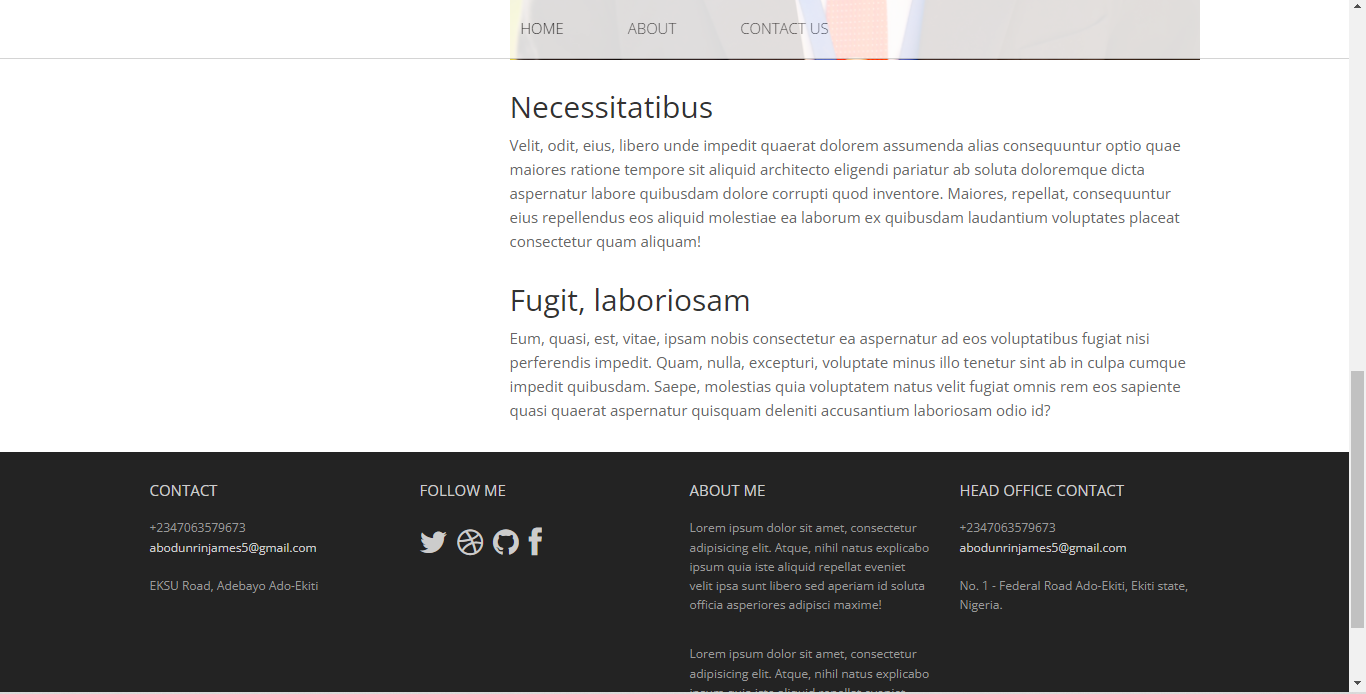 HOME ABOUT CONTACT US
Necessitatibus
Velit, odit, eius, libero unde impedit quaerat dolorem assumenda alias consequuntur optio quae
maiores ratione tempore sit aliquid architecto eligendi pariatur ab soluta doloremque dicta
aspernatur labore quibusdam dolore corrupti quod inventore. Maiores, repellat, consequuntur
eius repellendus eos aliquid molestiae ea laborum ex quibusdam laudantium voluptates placeat
consectetur quam aliquam!
Fugit, laboriosam
Eum, quasi, est, vitae, ipsam nobis consectetur ea aspernatur ad eos voluptatibus fugiat nisi
perferendis impedit. Quam, nulla, excepturi, voluptate minus illo tenetur sint ab in culpa cumque
impedit quibusdam. Saepe, molestias quia voluptatem natus velit fugiat omnis rem eos sapiente
quasi quaerat aspernatur quisquam deleniti accusantium laboriosam odio id?
CONTACT
+2347063579673
abodunrinjames5@gmail.com
EKSU Road, Adebayo Ado-Ekiti
FOLLOW ME
ABOUT ME
Lorem ipsum dolor sit amet, consectetur
adipisicing elit. Atque, nihil natus explicabo
ipsum quia iste aliquid repellat eveniet
velit ipsa sunt libero sed aperiam id soluta
officia asperiores adipisci maxime!
Lorem ipsum dolor sit amet, consectetur
adipisicing elit. Atque, nihil natus explicabo
ipsum quia iste aliquid repellat eveniet
HEAD OFFICE CONTACT
+2347063579673
abodunrinjames5@gmail.com
No. 1 - Federal Road Ado-Ekiti, Ekiti state,
Nigeria.